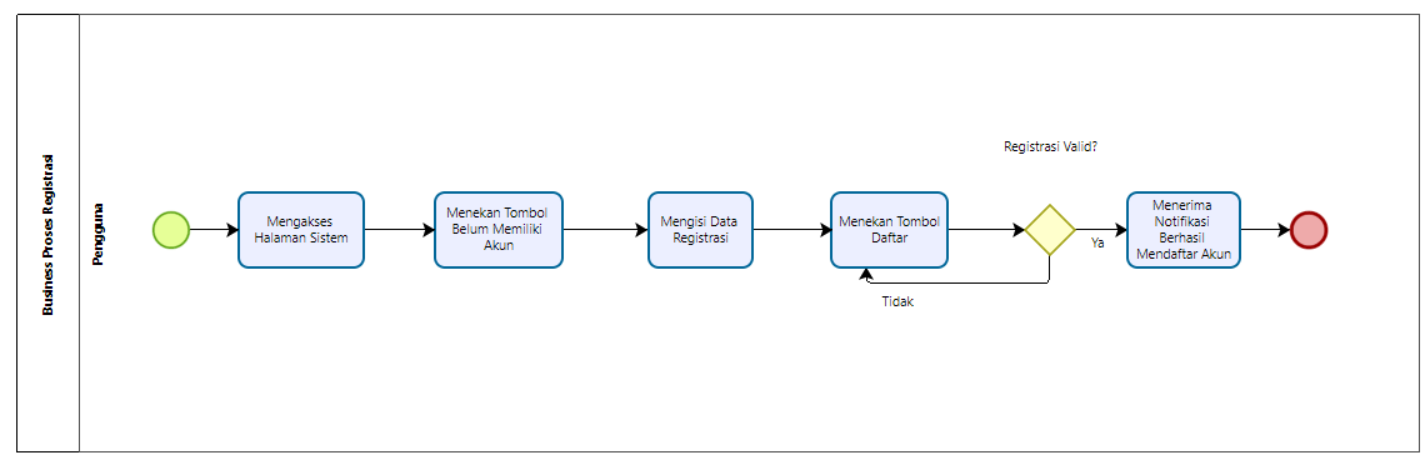 Business Proses Registrasi
Pengguna
Mengakses
Halaman Sistem
Menekan Tombol
Belum Memiliki
Akun
Mengisi Data
Registrasi
Menekan Tombol
Daftar
Registrasi Valid?
Ya
Tidak
Menerima
Notifikasi
Berhasil
Mendaftar Akun